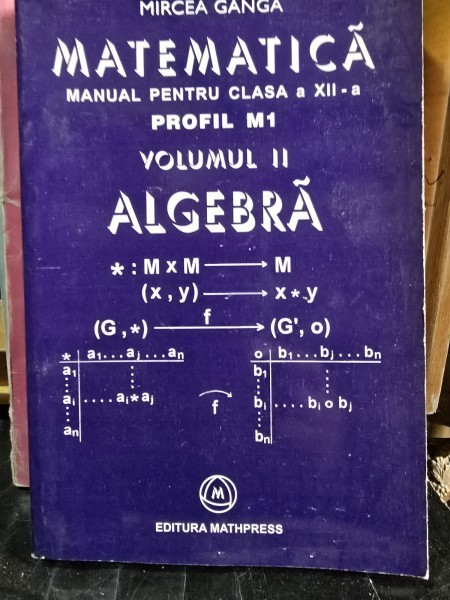 MIRCEA GANGA
MATEMATICĂ
MANUAL PENTRU CLASA a XII-a
PROFIL M1
VOLUMUL II
ALGEBRĂ
* : M x M ⟶ M
(x , y) ⟶ x * y
f
(G , *) ⟶ (G', o)
* a1...aj...an
a1
ai ....ai*aj
an
f
o b1...bj...bn
b1
bi ....bi o bj
bn
M
EDITURA MATHPRESS